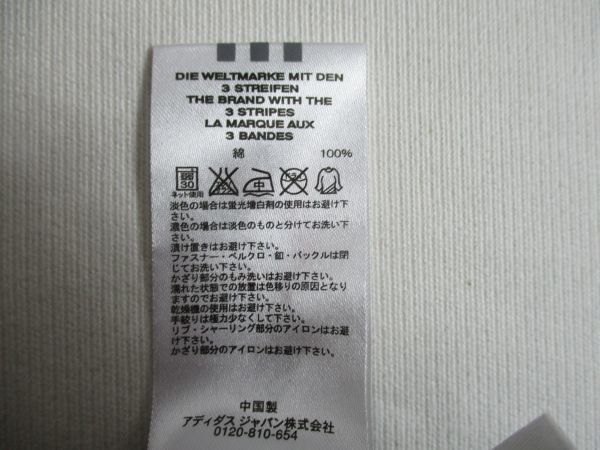 DIE WELTMARKE MIT DEN
3 STREIFEN
THE BRAND WITH THE
3 STRIPES
LA MARQUE AUX
3 BANDES
綿 100%
30 中
ネット使用
淡色の場合は蛍光増白剤の使用はお避け下
さい。
濃色の場合は淡色のものと分けてお洗い下
さい。
漬け置きはお避け下さい。
ファスナー・ベルクロ・釦・バックルは閉
じてお洗い下さい。
かざり部分のもみ洗いはお避け下さい。
濡れた状態での放置は色移りの原因となり
ますのでお避け下さい。
乾燥機の使用はお避け下さい。
手絞りは極力少なくして下さい。
リブ・シャーリング部分のアイロンはお避
け下さい。
かざり部分のアイロンはお避け下さい。
中国製
アディダス ジャパン株式会社
0120-810-654